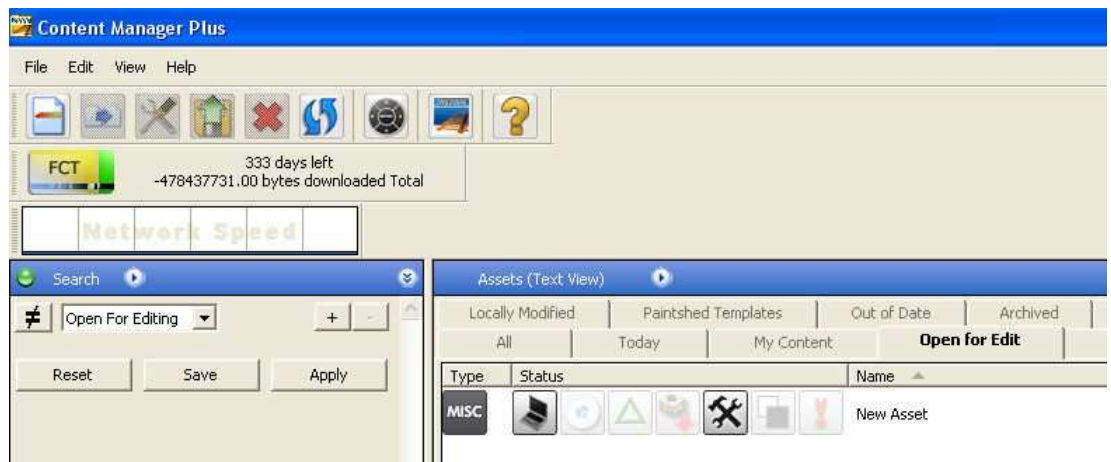 Content Manager Plus
File Edit View Help
FCT
333 days left
-478437731.00 bytes downloaded Total
Network Speed
Search
Assets (Text View)
≠ Open For Editing + -
Locally Modified Paintshed Templates Out of Date Archived
All Today My Content Open for Edit
Reset Save Apply
Type Status Name
MISC New Asset